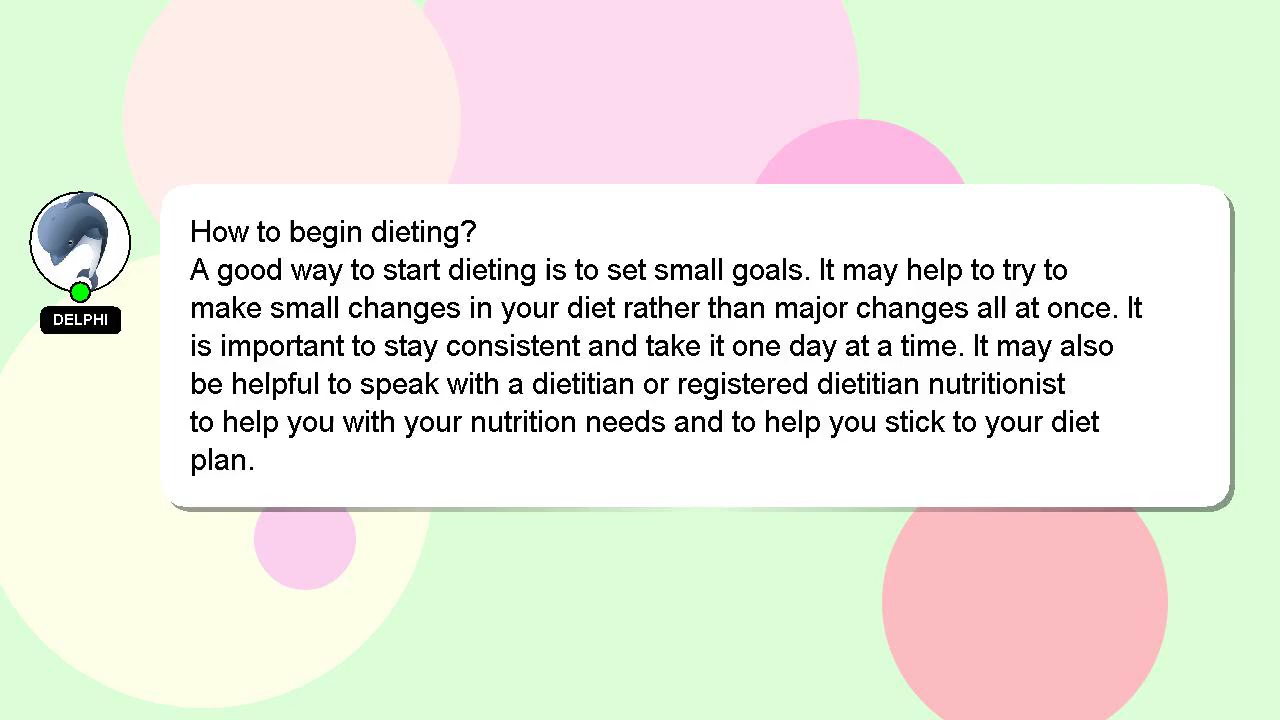 How to begin dieting?
A good way to start dieting is to set small goals. It may help to try to
make small changes in your diet rather than major changes all at once. It
is important to stay consistent and take it one day at a time. It may also
be helpful to speak with a dietitian or registered dietitian nutritionist
to help you with your nutrition needs and to help you stick to your diet
plan.
DELPHI